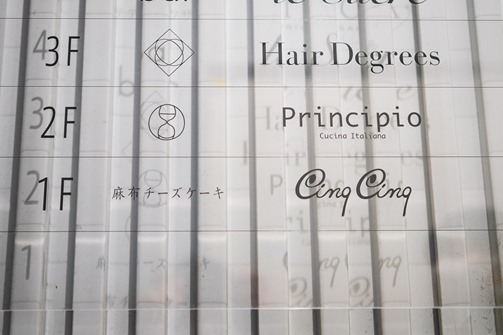 3F Hair Degrees
2F Principio
Cucina Italiana
1F 麻布チーズケーキ Cinq Cinq